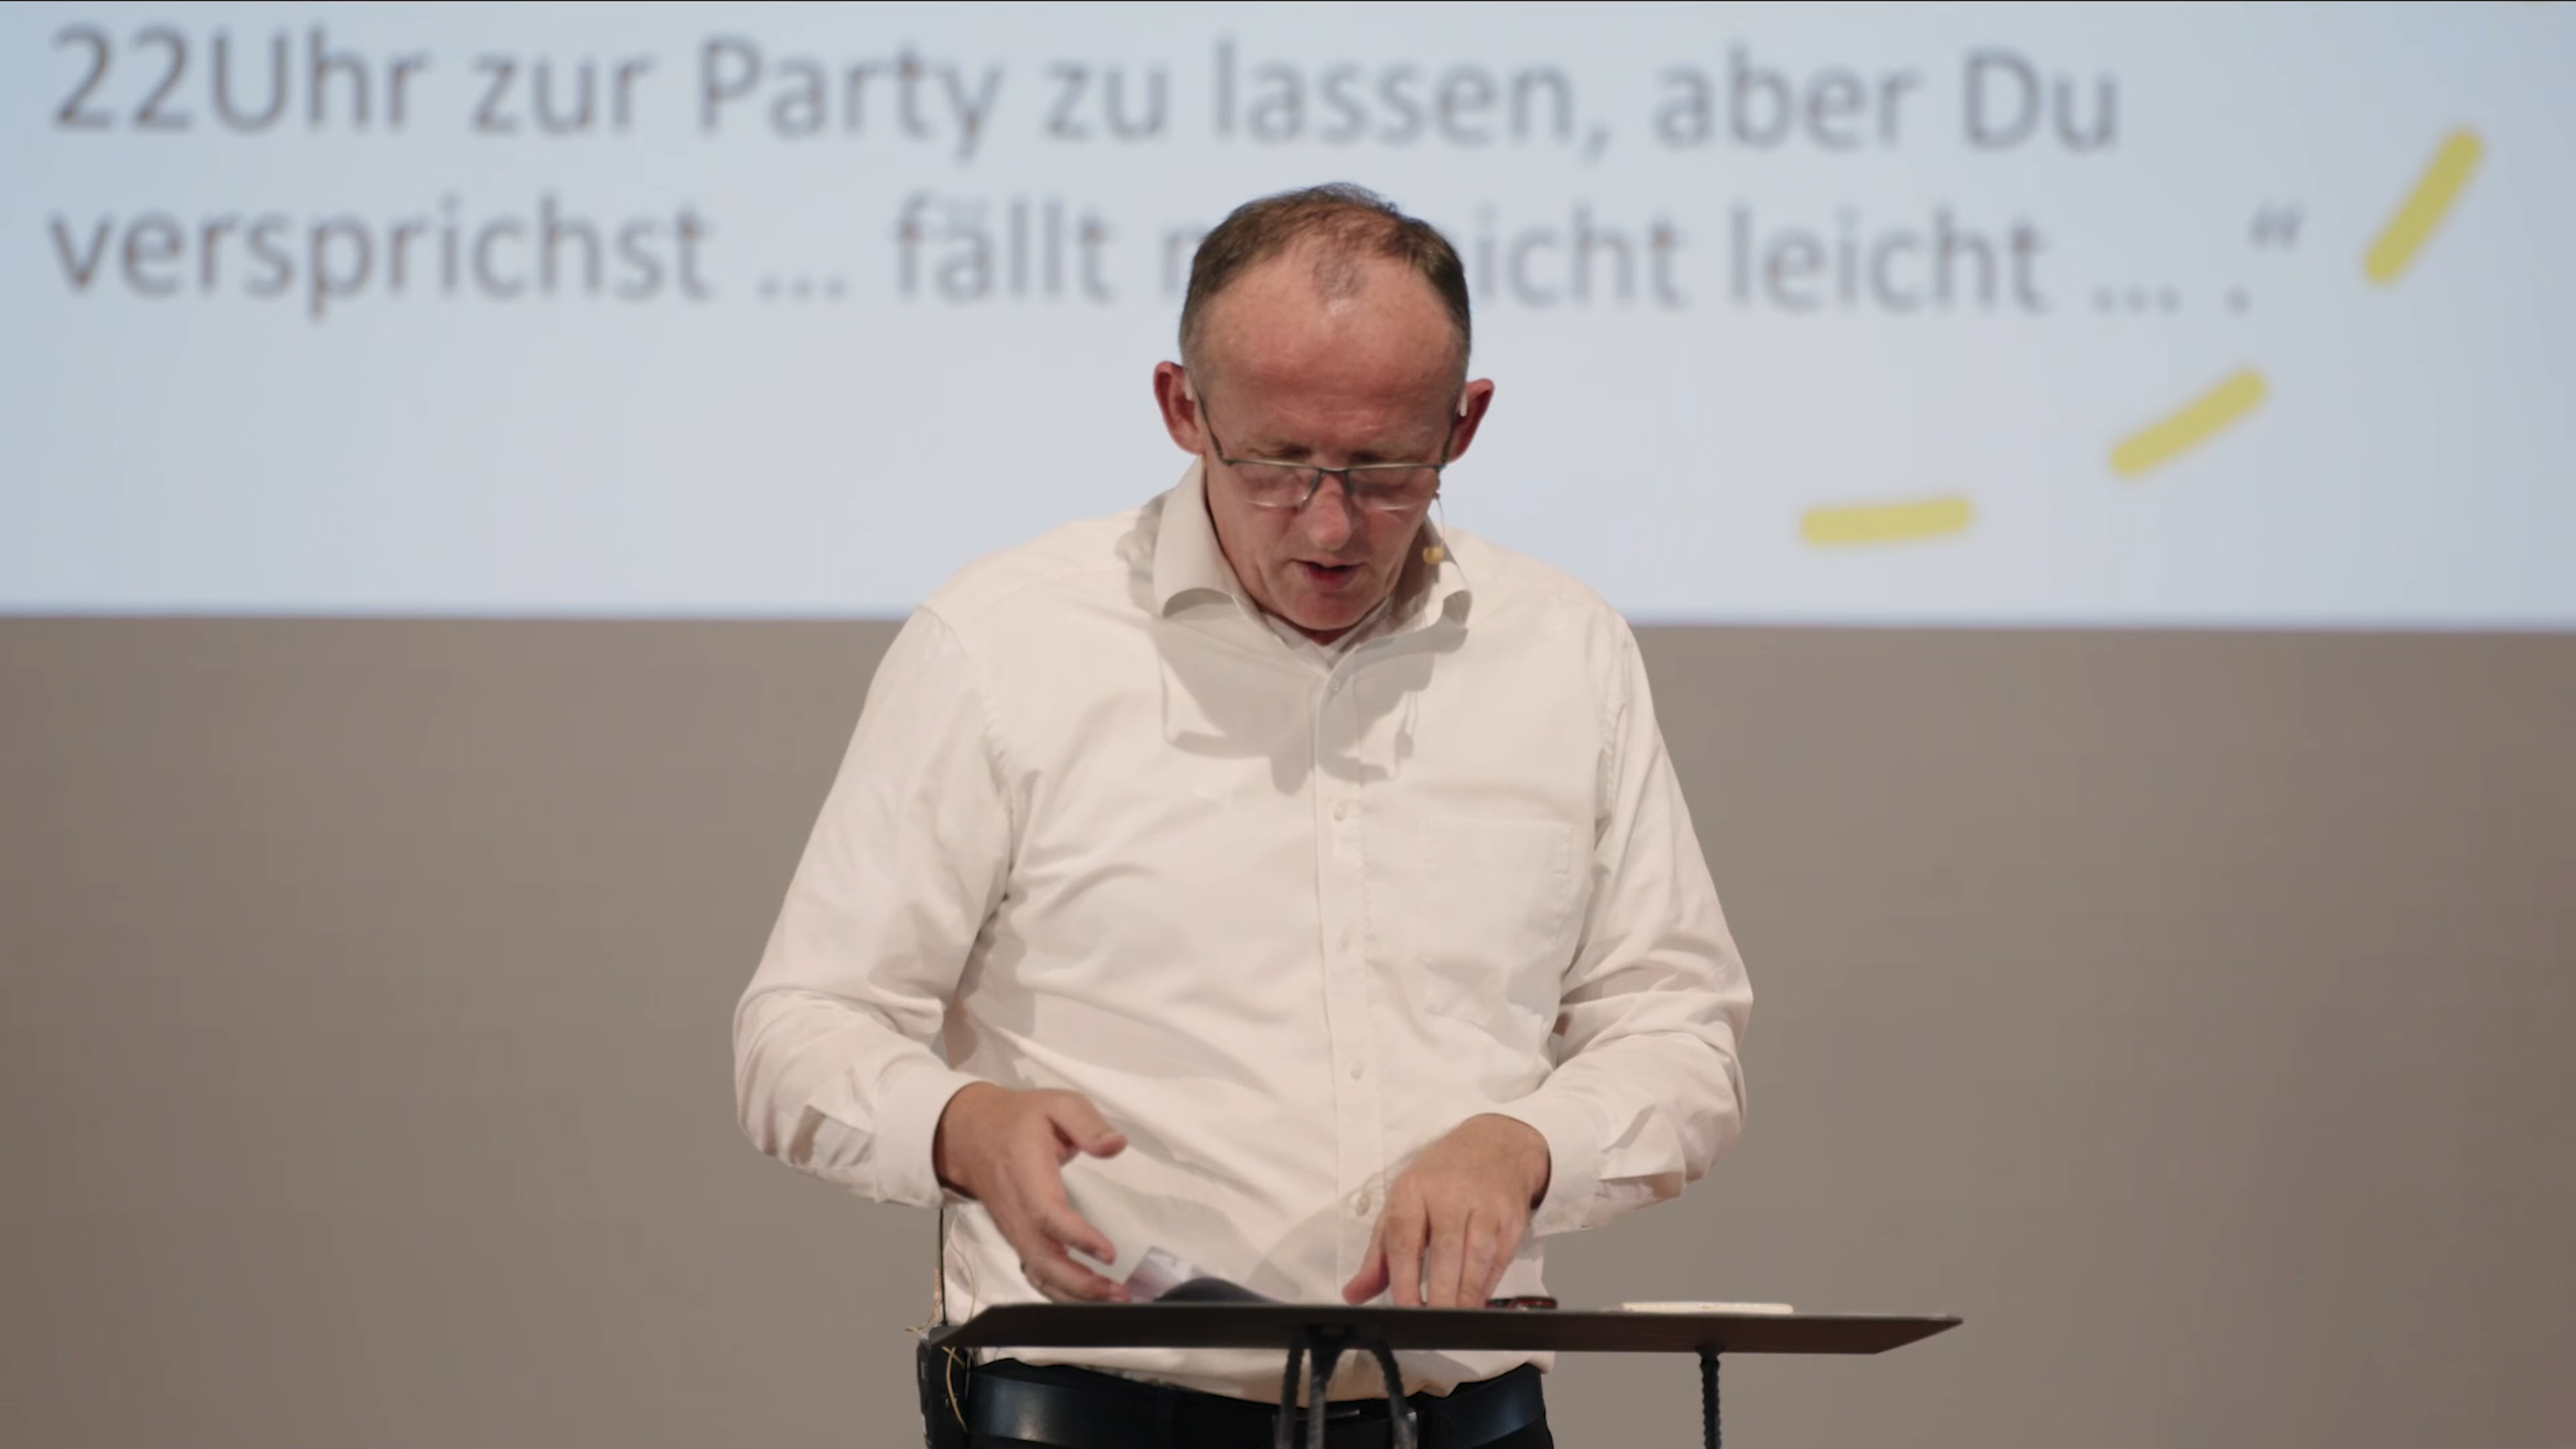 22Uhr zur Party zu lassen, aber Du
versprichst ... fällt icht leicht ... .“